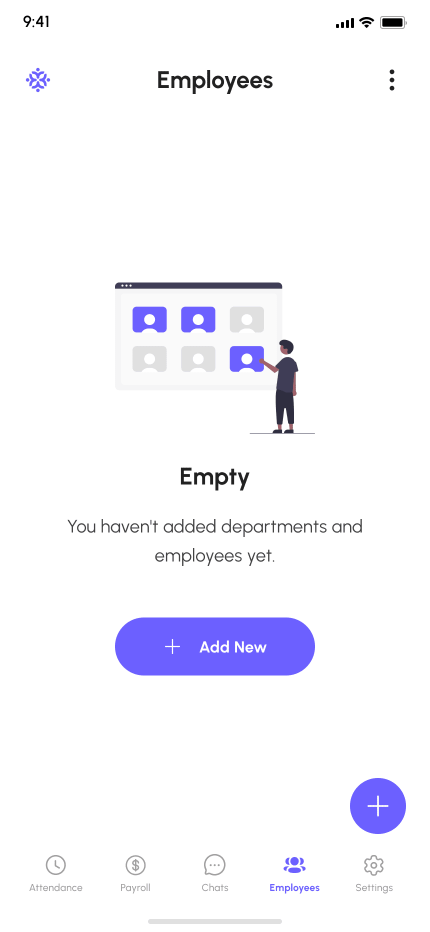 9:41
Employees
Empty
You haven't added departments and
employees yet.
Add New
Attendance
Payroll
Chats
Employees
Settings